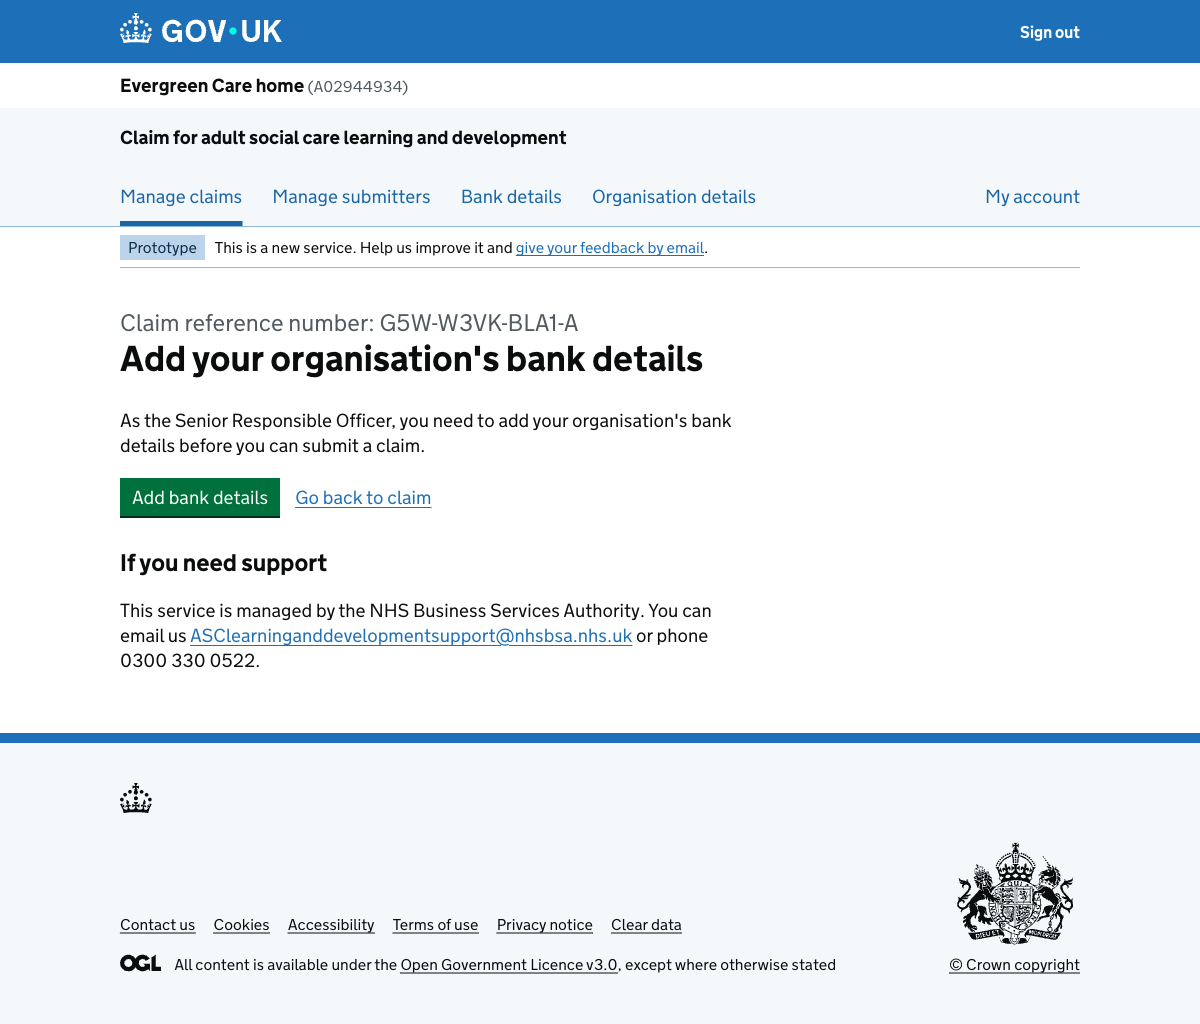 GOV·UK
Sign out
Evergreen Care home (A02944934)
Claim for adult social care learning and development
Manage claims Manage submitters Bank details Organisation details My account
Prototype This is a new service. Help us improve it and give your feedback by email.
Claim reference number: G5W-W3VK-BLA1-A
Add your organisation's bank details
As the Senior Responsible Officer, you need to add your organisation's bank
details before you can submit a claim.
Add bank details Go back to claim
If you need support
This service is managed by the NHS Business Services Authority. You can
email us ASClearninganddevelopmentsupport@nhsbsa.nhs.uk or phone
0300 330 0522.
Contact us Cookies Accessibility Terms of use Privacy notice Clear data
OGL All content is available under the Open Government Licence v3.0, except where otherwise stated
© Crown copyright